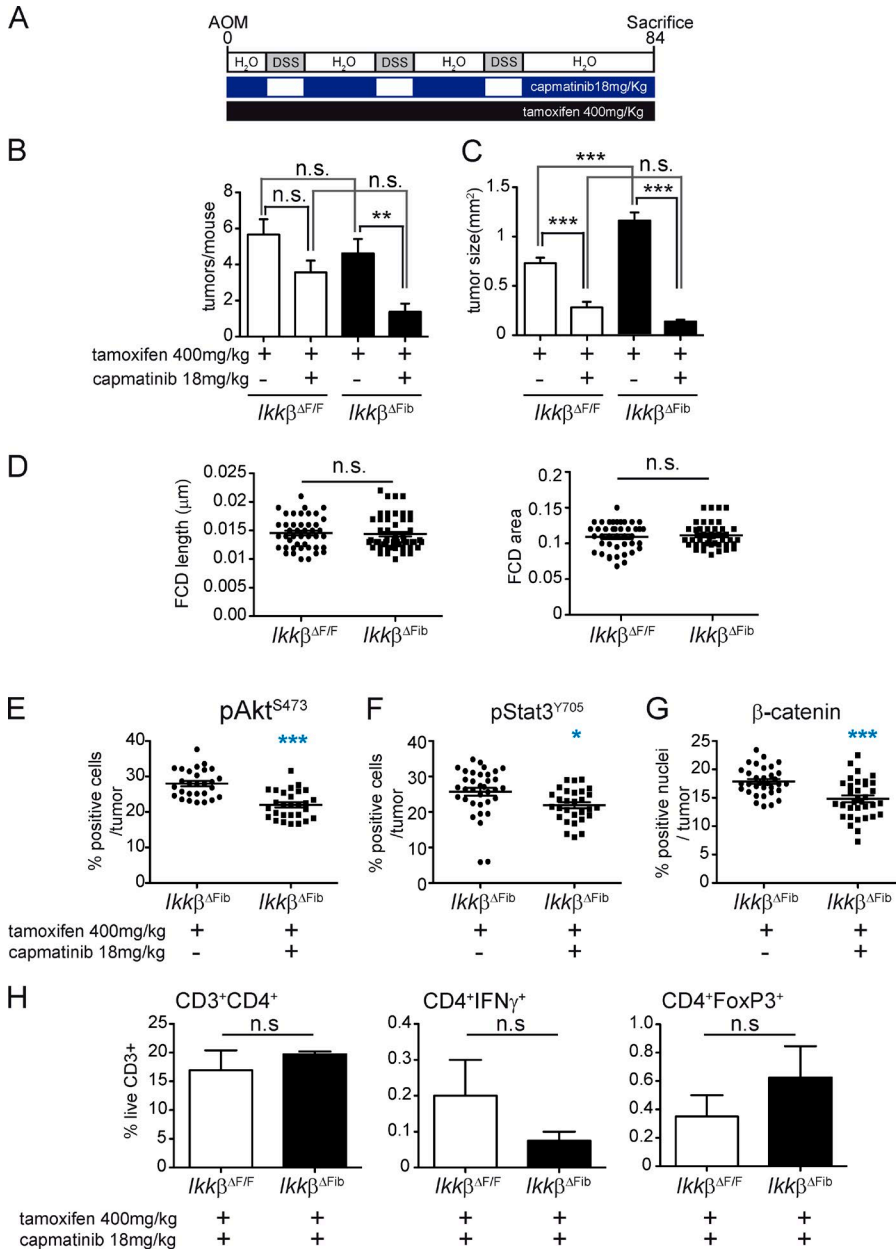 A
AOM
Sacrifice
0
84
H2O DSS H2O DSS H2O DSS H2O
capmatinib18mg/Kg
tamoxifen 400mg/Kg
B
n.s.
n.s.
n.s.
**
tumors/mouse
8
6
4
2
0
tamoxifen 400mg/kg + + + +
capmatinib 18mg/kg - + - +
IkkβΔF/F IkkβΔFib
C
***
n.s.
***
***
tumor size(mm²)
1.5
1
0.5
0
+ + + +
- + - +
IkkβΔF/F IkkβΔFib
D
n.s.
FCD length (μm)
0.025
0.020
0.015
0.010
0.005
0.00
IkkβΔF/F IkkβΔFib
n.s.
FCD area
0.2
0.15
0.1
0.05
0
IkkβΔF/F IkkβΔFib
E
pAktS473
***
% positive cells
/tumor
40
30
20
10
0
IkkβΔFib IkkβΔFib
tamoxifen 400mg/kg + +
capmatinib 18mg/kg - +
F
pStat3Y705
*
% positive cells
/tumor
40
30
20
10
0
IkkβΔFib IkkβΔFib
+ +
- +
G
β-catenin
***
% positive nuclei
/ tumor
25
20
15
10
5
0
IkkβΔFib IkkβΔFib
+ +
- +
H
CD3+CD4+
n.s
% live CD3+
25
20
15
10
5
0
IkkβΔF/F IkkβΔFib
tamoxifen 400mg/kg + +
capmatinib 18mg/kg + +
CD4+IFNγ+
n.s
0.4
0.3
0.2
0.1
0
IkkβΔF/F IkkβΔFib
+ +
+ +
CD4+FoxP3+
n.s
1.0
0.8
0.6
0.4
0.2
0
IkkβΔF/F IkkβΔFib
+ +
+ +